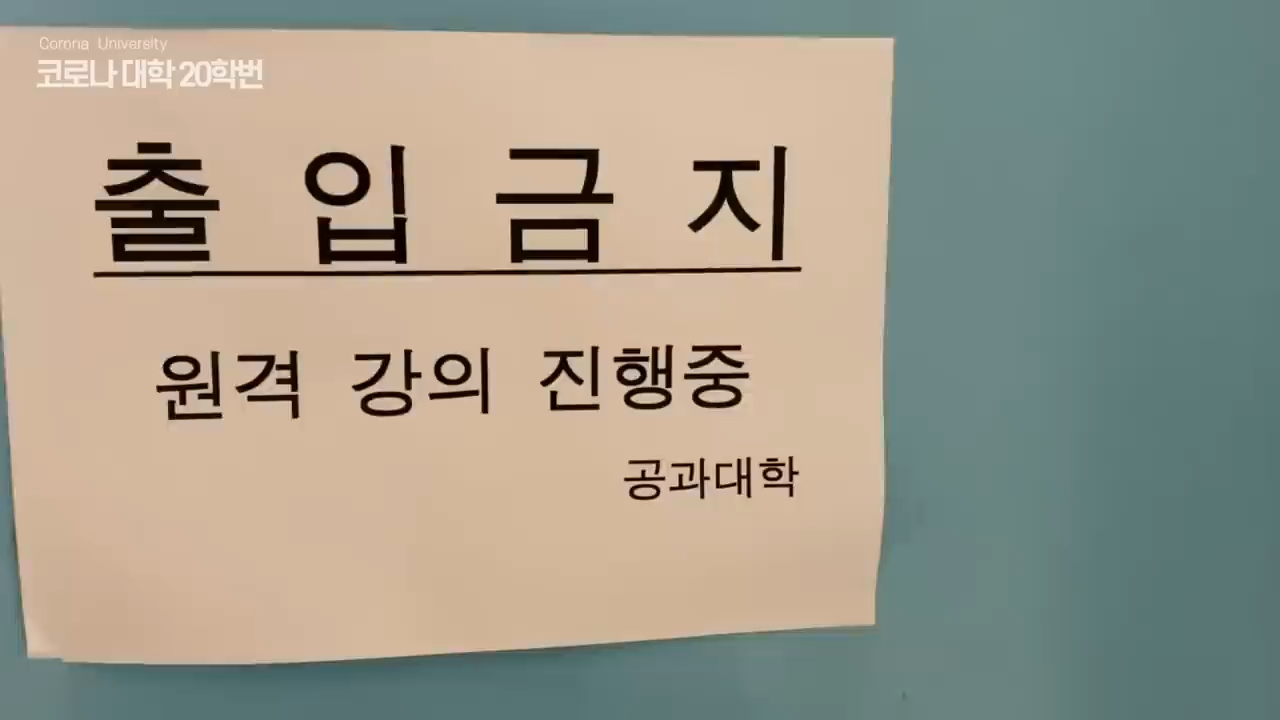 Corona University
코로나 대학 20학번
출 입 금 지
원격 강의 진행중
공과대학